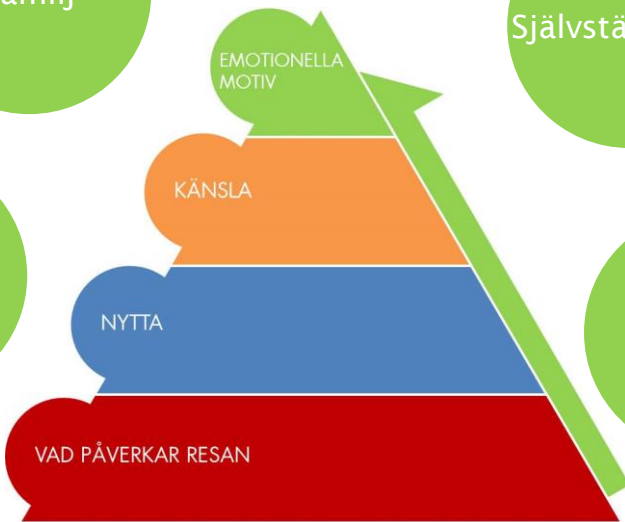 EMOTIONELLA
MOTIV
KÄNSLA
NYTTA
VAD PÅVERKAR RESAN